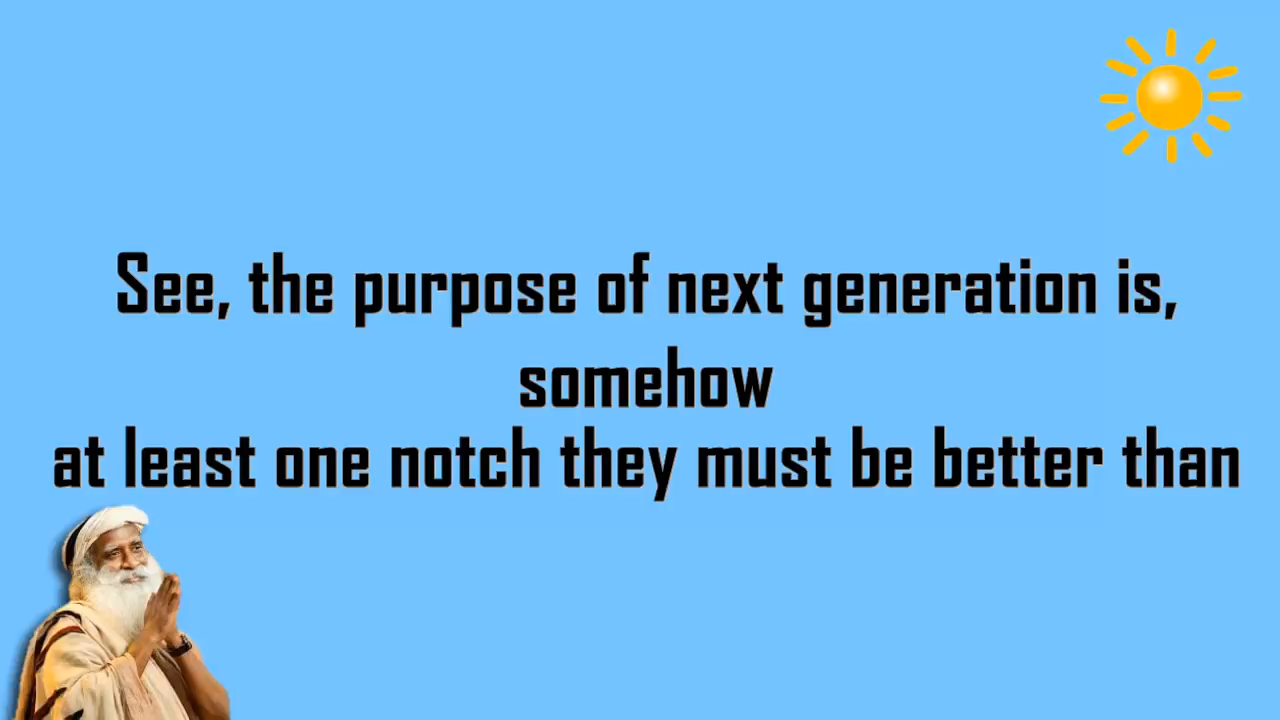 See, the purpose of next generation is,
somehow
at least one notch they must be better than